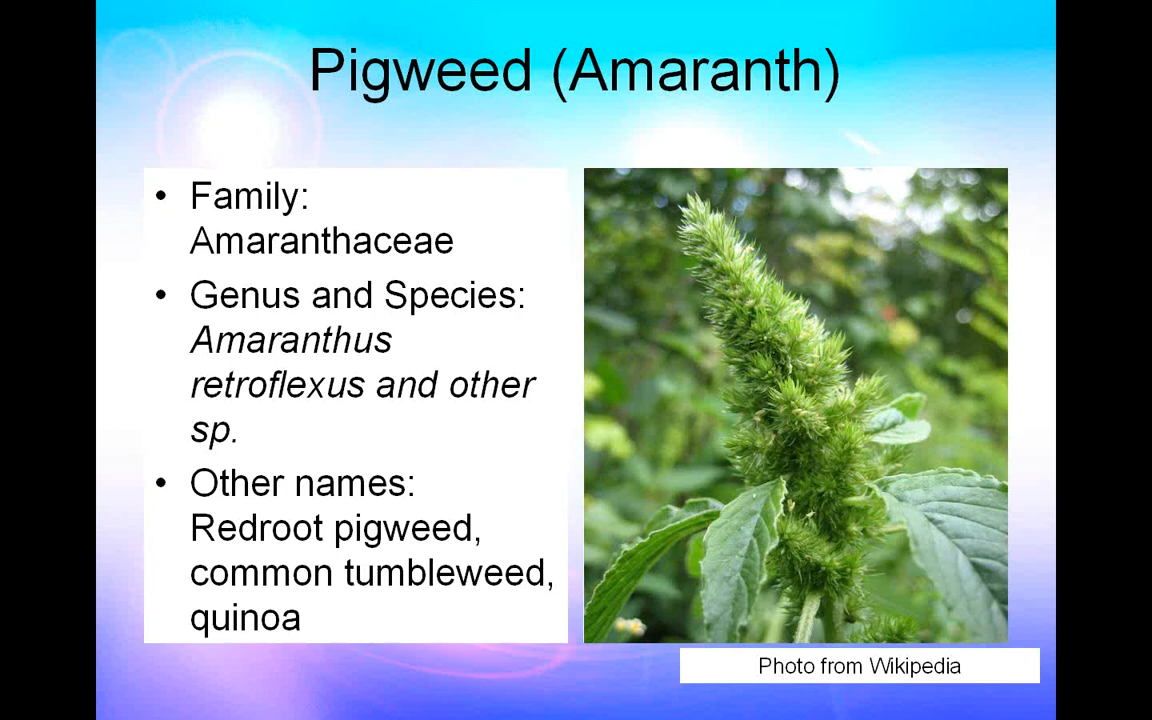 Pigweed (Amaranth)
• Family:
Amaranthaceae
• Genus and Species:
Amaranthus
retroflexus and other
sp.
• Other names:
Redroot pigweed,
common tumbleweed,
quinoa
Photo from Wikipedia